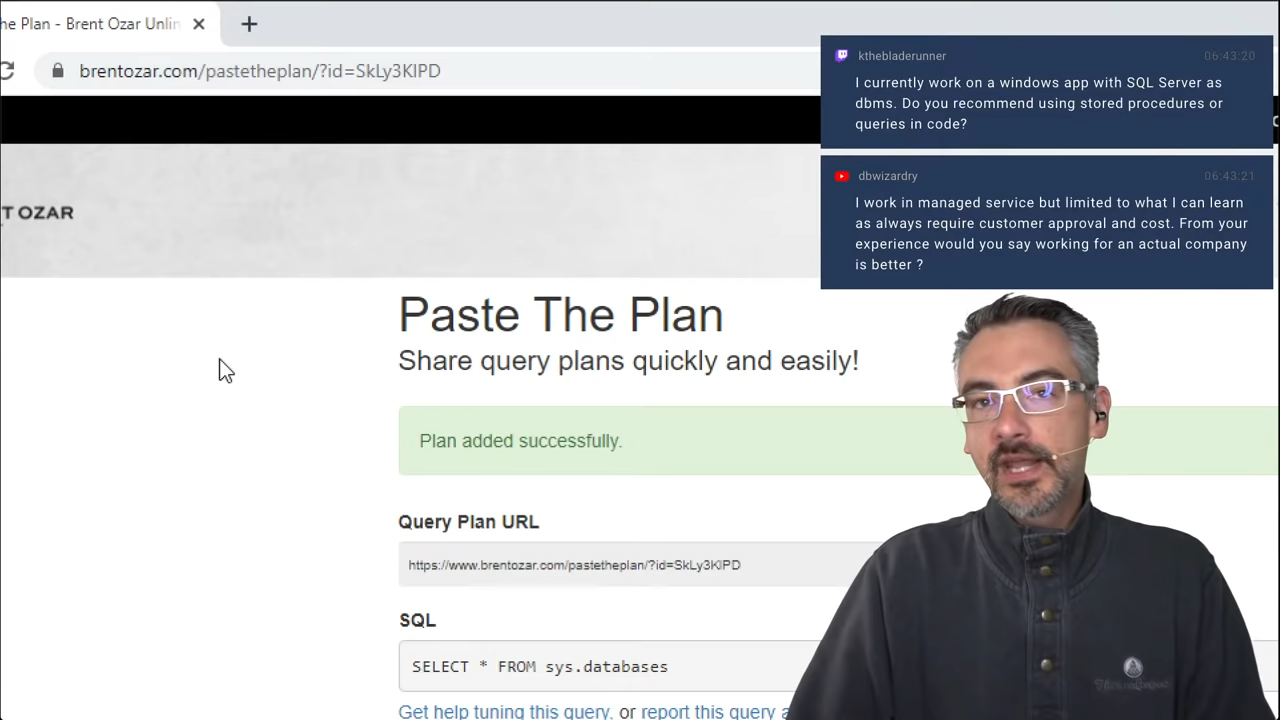 he Plan - Brent Ozar Unlin
brentozar.com/pastetheplan/?id=SkLy3KlPD
kthebladerunner 06:43:20
I currently work on a windows app with SQL Server as
dbms. Do you recommend using stored procedures or
queries in code?
dbwizardry 06:43:21
I work in managed service but limited to what I can learn
as always require customer approval and cost. From your
experience would you say working for an actual company
is better ?
T OZAR
Paste The Plan
Share query plans quickly and easily!
Plan added successfully.
Query Plan URL
https://www.brentozar.com/pastetheplan/?id=SkLy3KlPD
SQL
SELECT * FROM sys.databases
Get help tuning this query, or report this query a